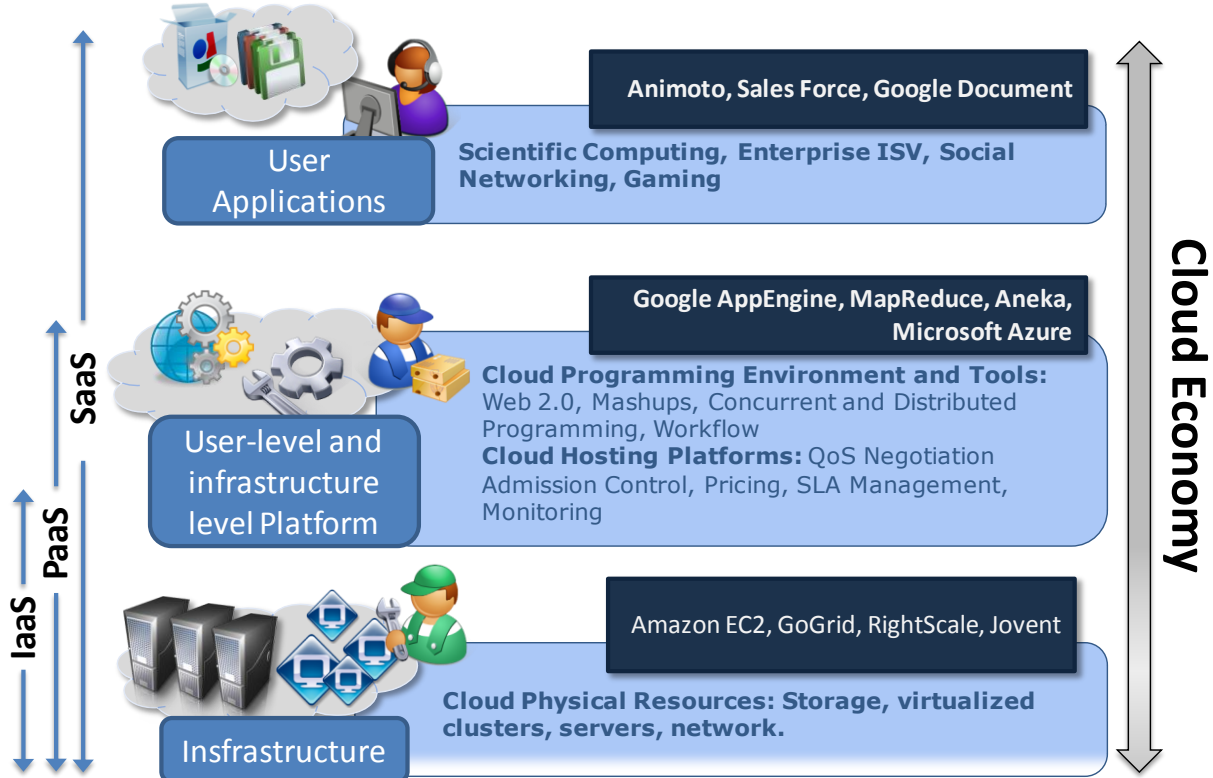 Animoto, Sales Force, Google Document
User
Applications
Scientific Computing, Enterprise ISV, Social
Networking, Gaming
Google AppEngine, MapReduce, Aneka,
Microsoft Azure
User-level and
infrastructure
level Platform
Cloud Programming Environment and Tools:
Web 2.0, Mashups, Concurrent and Distributed
Programming, Workflow
Cloud Hosting Platforms: QoS Negotiation
Admission Control, Pricing, SLA Management,
Monitoring
Amazon EC2, GoGrid, RightScale, Jovent
Insfrastructure
Cloud Physical Resources: Storage, virtualized
clusters, servers, network.
IaaS
PaaS
SaaS
Cloud Economy